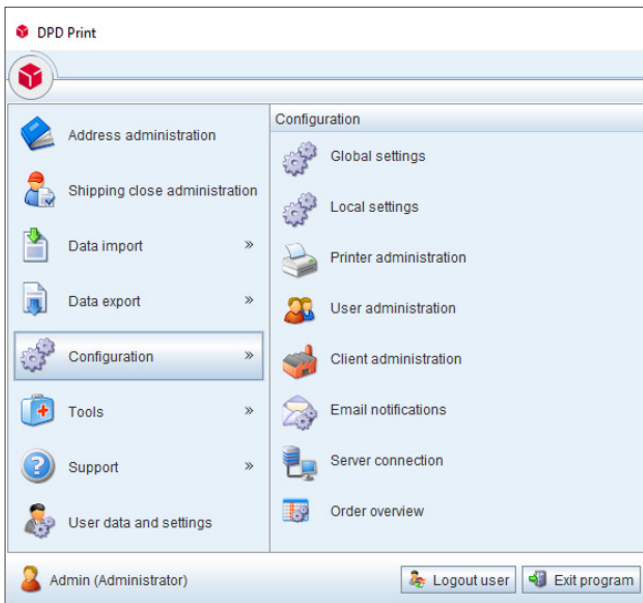 DPD Print
Address administration
Shipping close administration
Data import »
Data export »
Configuration »
Tools »
Support »
User data and settings
Configuration
Global settings
Local settings
Printer administration
User administration
Client administration
Email notifications
Server connection
Order overview
Admin (Administrator)
Logout user
Exit program